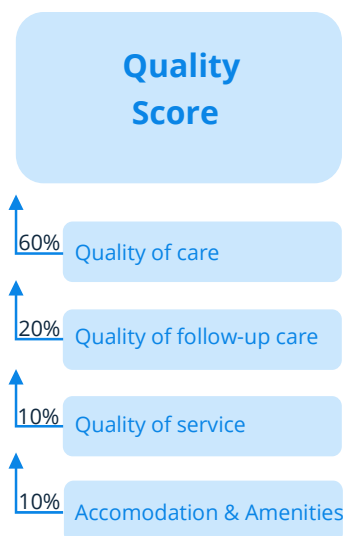 Quality
Score
60%
Quality of care
20%
Quality of follow-up care
10%
Quality of service
10%
Accomodation & Amenities